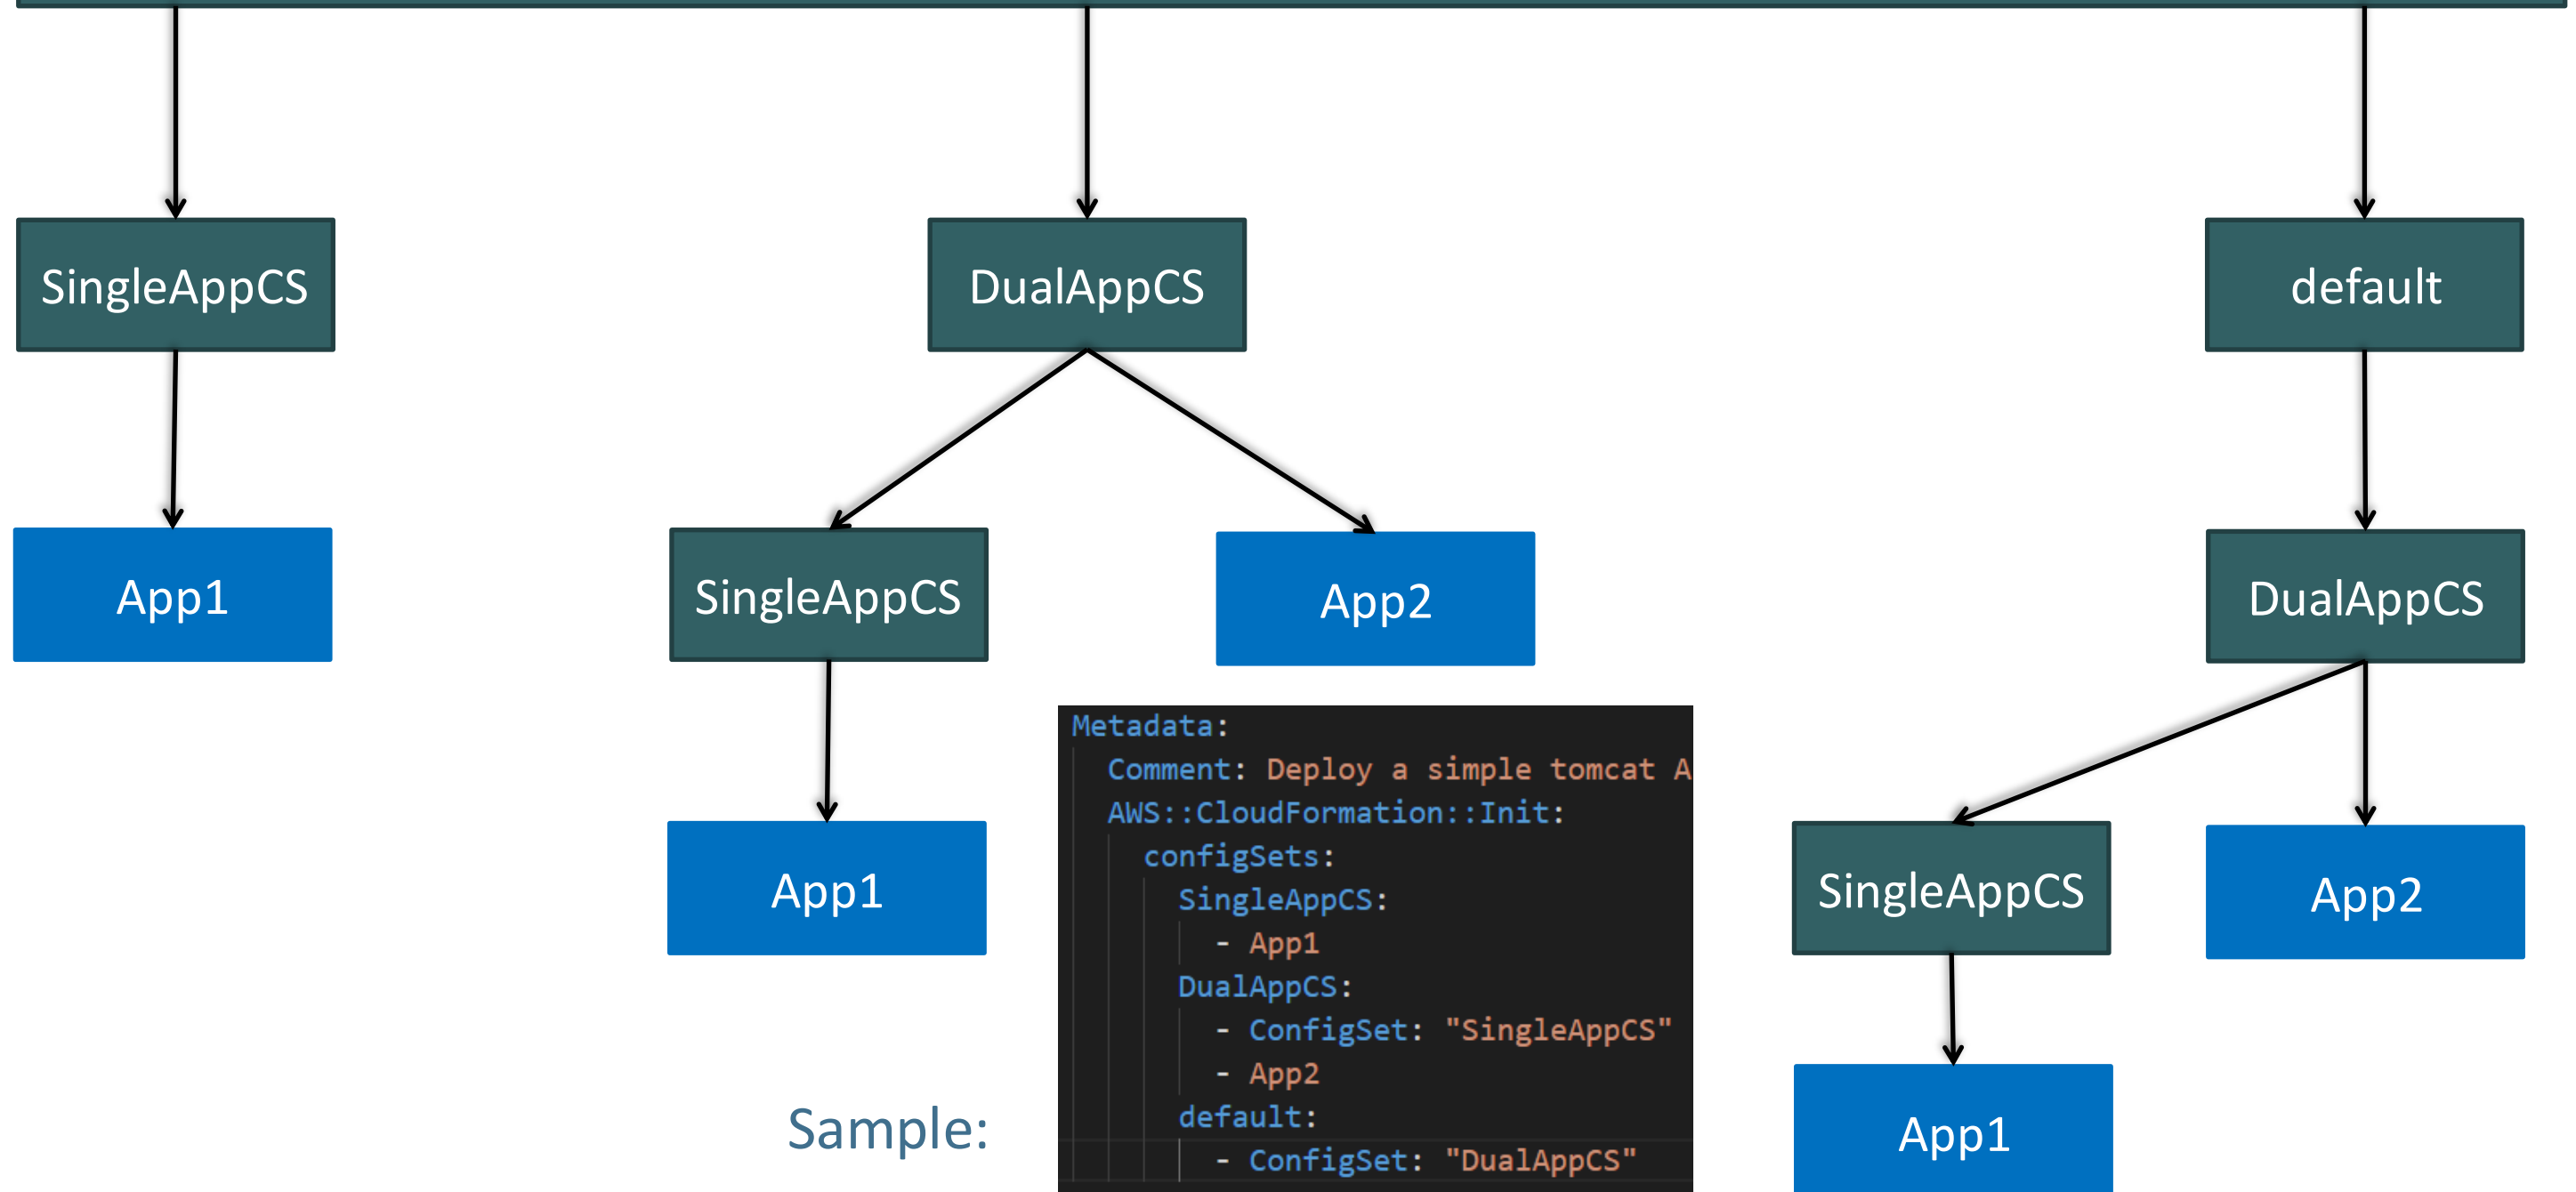 SingleAppCS
DualAppCS
default
App1
SingleAppCS
App2
DualAppCS
App1
SingleAppCS
App2
App1
Sample:
Metadata:
Comment: Deploy a simple tomcat A
AWS::CloudFormation::Init:
configSets:
SingleAppCS:
- App1
DualAppCS:
- ConfigSet: "SingleAppCS"
- App2
default:
- ConfigSet: "DualAppCS"